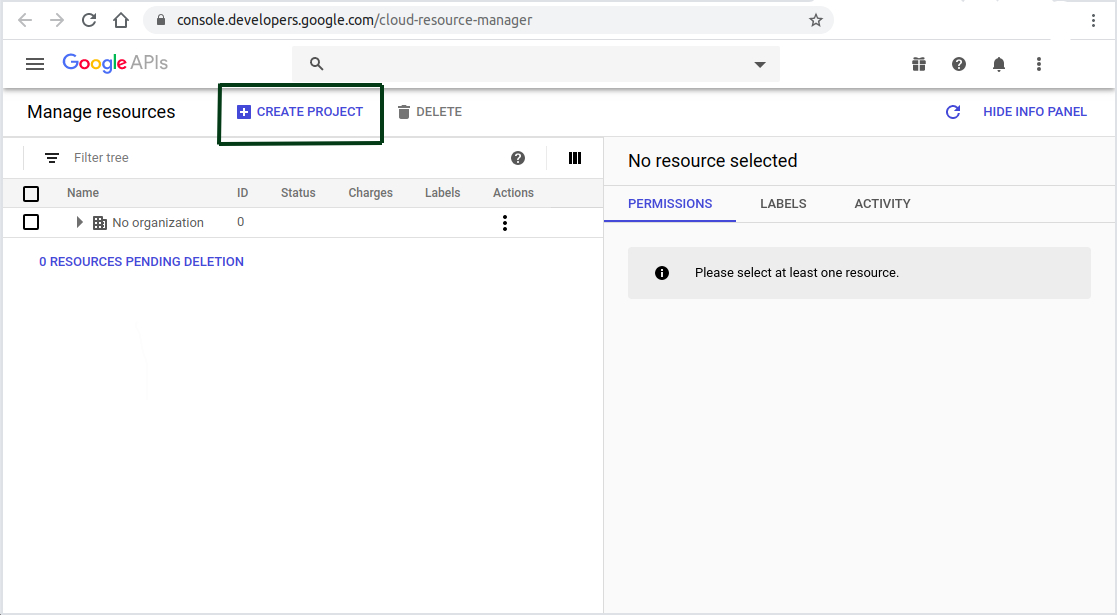 console.developers.google.com/cloud-resource-manager
Google APIs
Manage resources
CREATE PROJECT
DELETE
HIDE INFO PANEL
Filter tree
Name ID Status Charges Labels Actions
No organization 0
0 RESOURCES PENDING DELETION
No resource selected
PERMISSIONS LABELS ACTIVITY
Please select at least one resource.